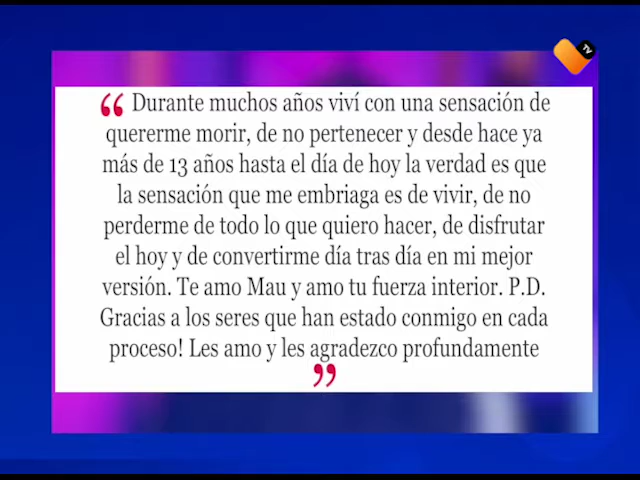 TV
“ Durante muchos años viví con una sensación de
quererme morir, de no pertenecer y desde hace ya
más de 13 años hasta el día de hoy la verdad es que
la sensación que me embriaga es de vivir, de no
perderme de todo lo que quiero hacer, de disfrutar
el hoy y de convertirme día tras día en mi mejor
versión. Te amo Mau y amo tu fuerza interior. P.D.
Gracias a los seres que han estado conmigo en cada
proceso! Les amo y les agradezco profundamente
”